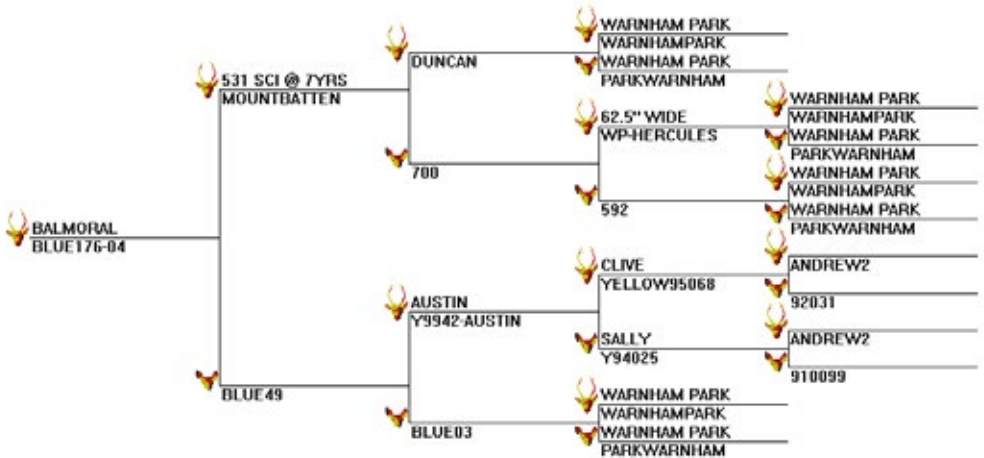 WARNHAM PARK
WARNHAMPARK
DUNCAN
WARNHAM PARK
PARKWARNHAM
531 SCI @ 7YRS
MOUNTBATTEN
62.5" WIDE
WP-HERCULES
WARNHAM PARK
WARNHAMPARK
WARNHAM PARK
PARKWARNHAM
700
592
WARNHAM PARK
WARNHAMPARK
WARNHAM PARK
PARKWARNHAM
BALMORAL
BLUE176-04
CLIVE
YELLOW95068
ANDREW2
92031
AUSTIN
Y9942-AUSTIN
SALLY
Y94025
ANDREW2
910099
BLUE49
BLUE03
WARNHAM PARK
WARNHAMPARK
WARNHAM PARK
PARKWARNHAM